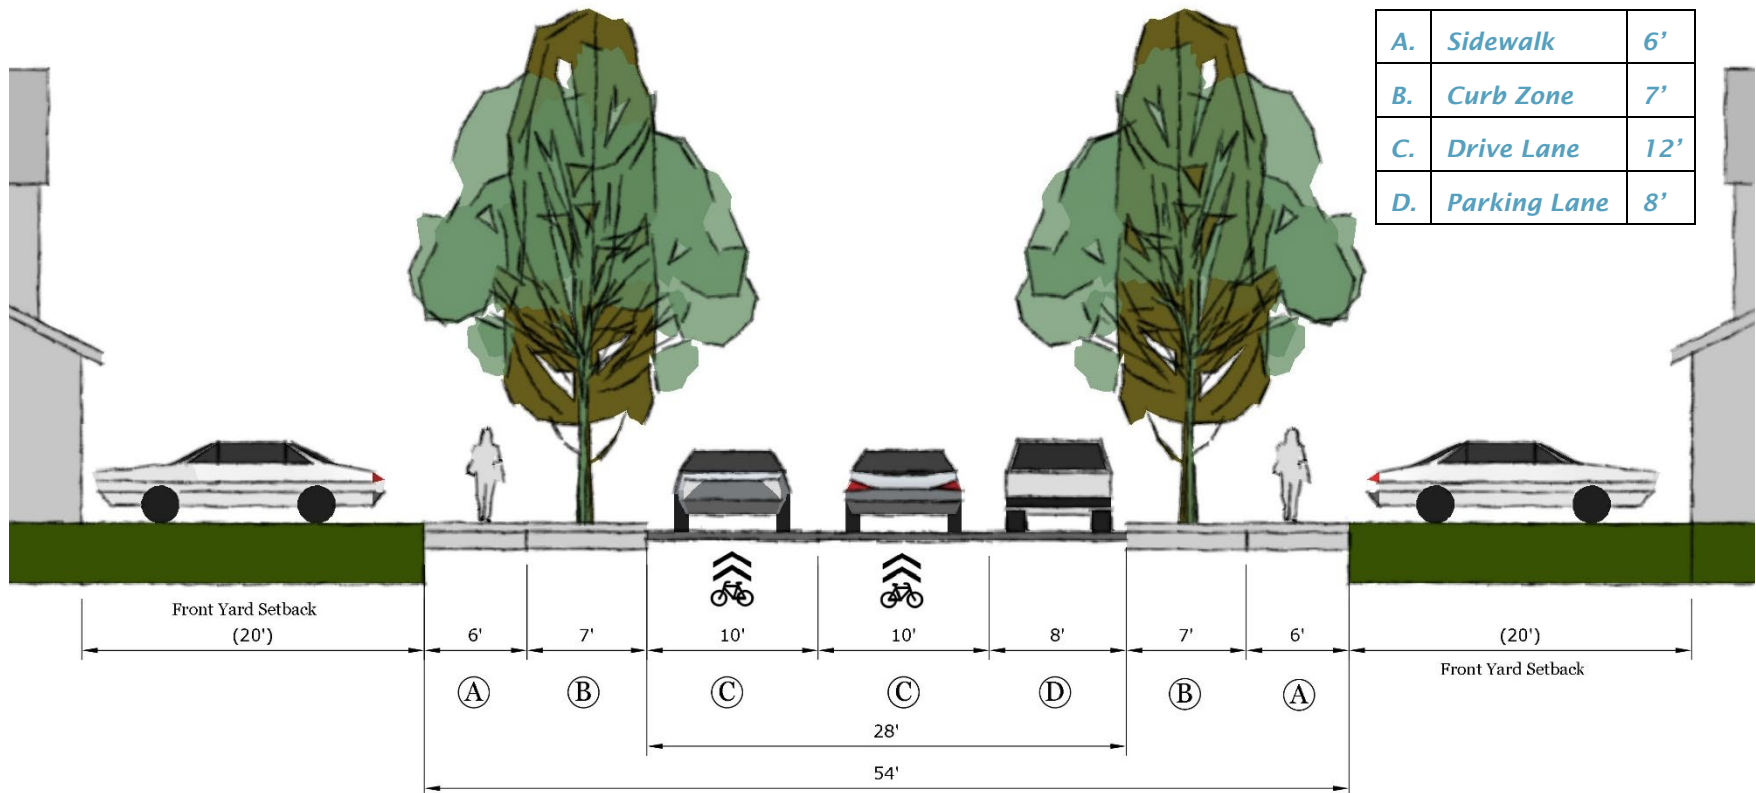 A. Sidewalk 6’
B. Curb Zone 7’
C. Drive Lane 12’
D. Parking Lane 8’
Front Yard Setback
(20') 6' 7' 10' 10' 8' 7' 6' (20')
Front Yard Setback
A B C C D B A
28'
54'